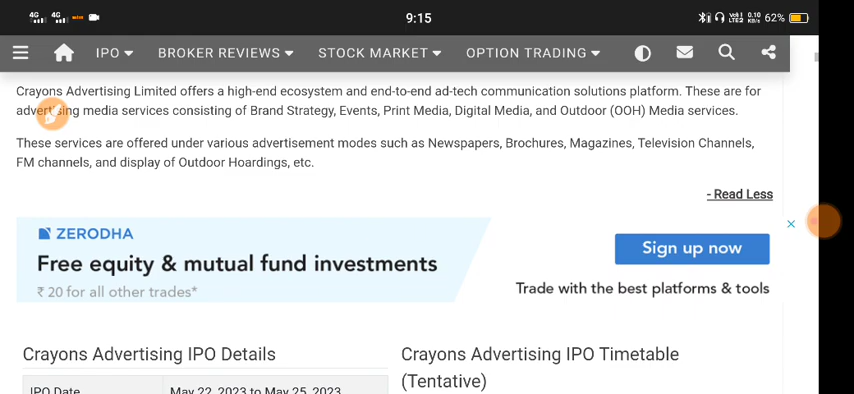 4G 4G 9:15 62%
IPO BROKER REVIEWS STOCK MARKET OPTION TRADING
Crayons Advertising Limited offers a high-end ecosystem and end-to-end ad-tech communication solutions platform. These are for
advertising media services consisting of Brand Strategy, Events, Print Media, Digital Media, and Outdoor (OOH) Media services.
These services are offered under various advertisement modes such as Newspapers, Brochures, Magazines, Television Channels,
FM channels, and display of Outdoor Hoardings, etc.
- Read Less
ZERODHA
Free equity & mutual fund investments
₹ 20 for all other trades*
Sign up now
Trade with the best platforms & tools
Crayons Advertising IPO Details
Crayons Advertising IPO Timetable
(Tentative)
IPO Date May 22, 2023 to May 25, 2023